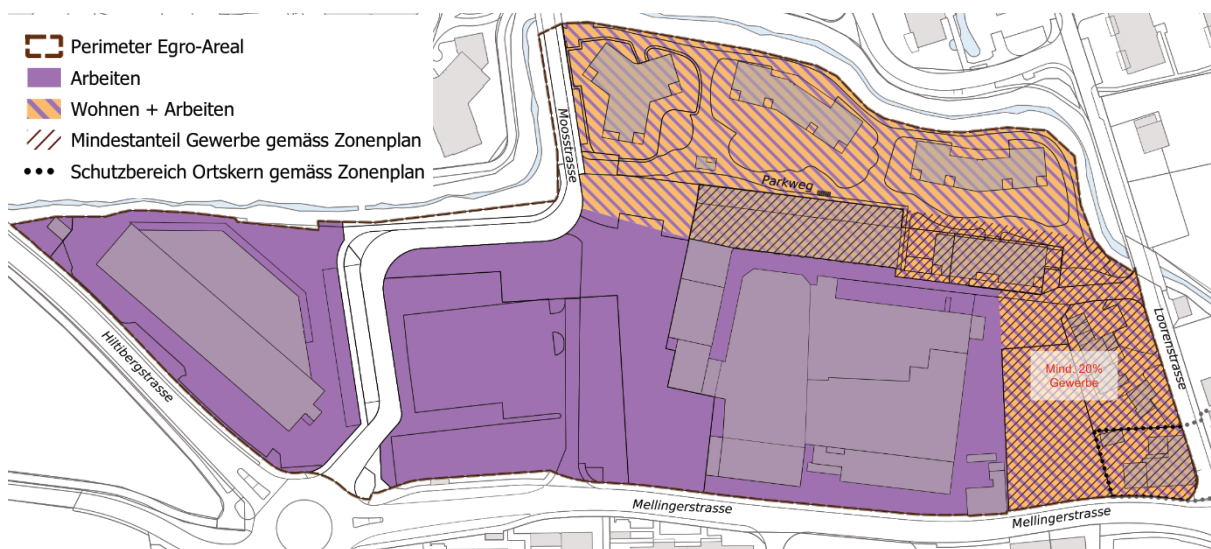 Perimeter Egro-Areal
Arbeiten
Wohnen + Arbeiten
Mindestanteil Gewerbe gemäss Zonenplan
Schutzbereich Ortskern gemäss Zonenplan
Moosstrasse
Parkweg
Hiltibergstrasse
Loorenstrasse
Mind. 20%
Gewerbe
Mellingerstrasse
Mellingerstrasse